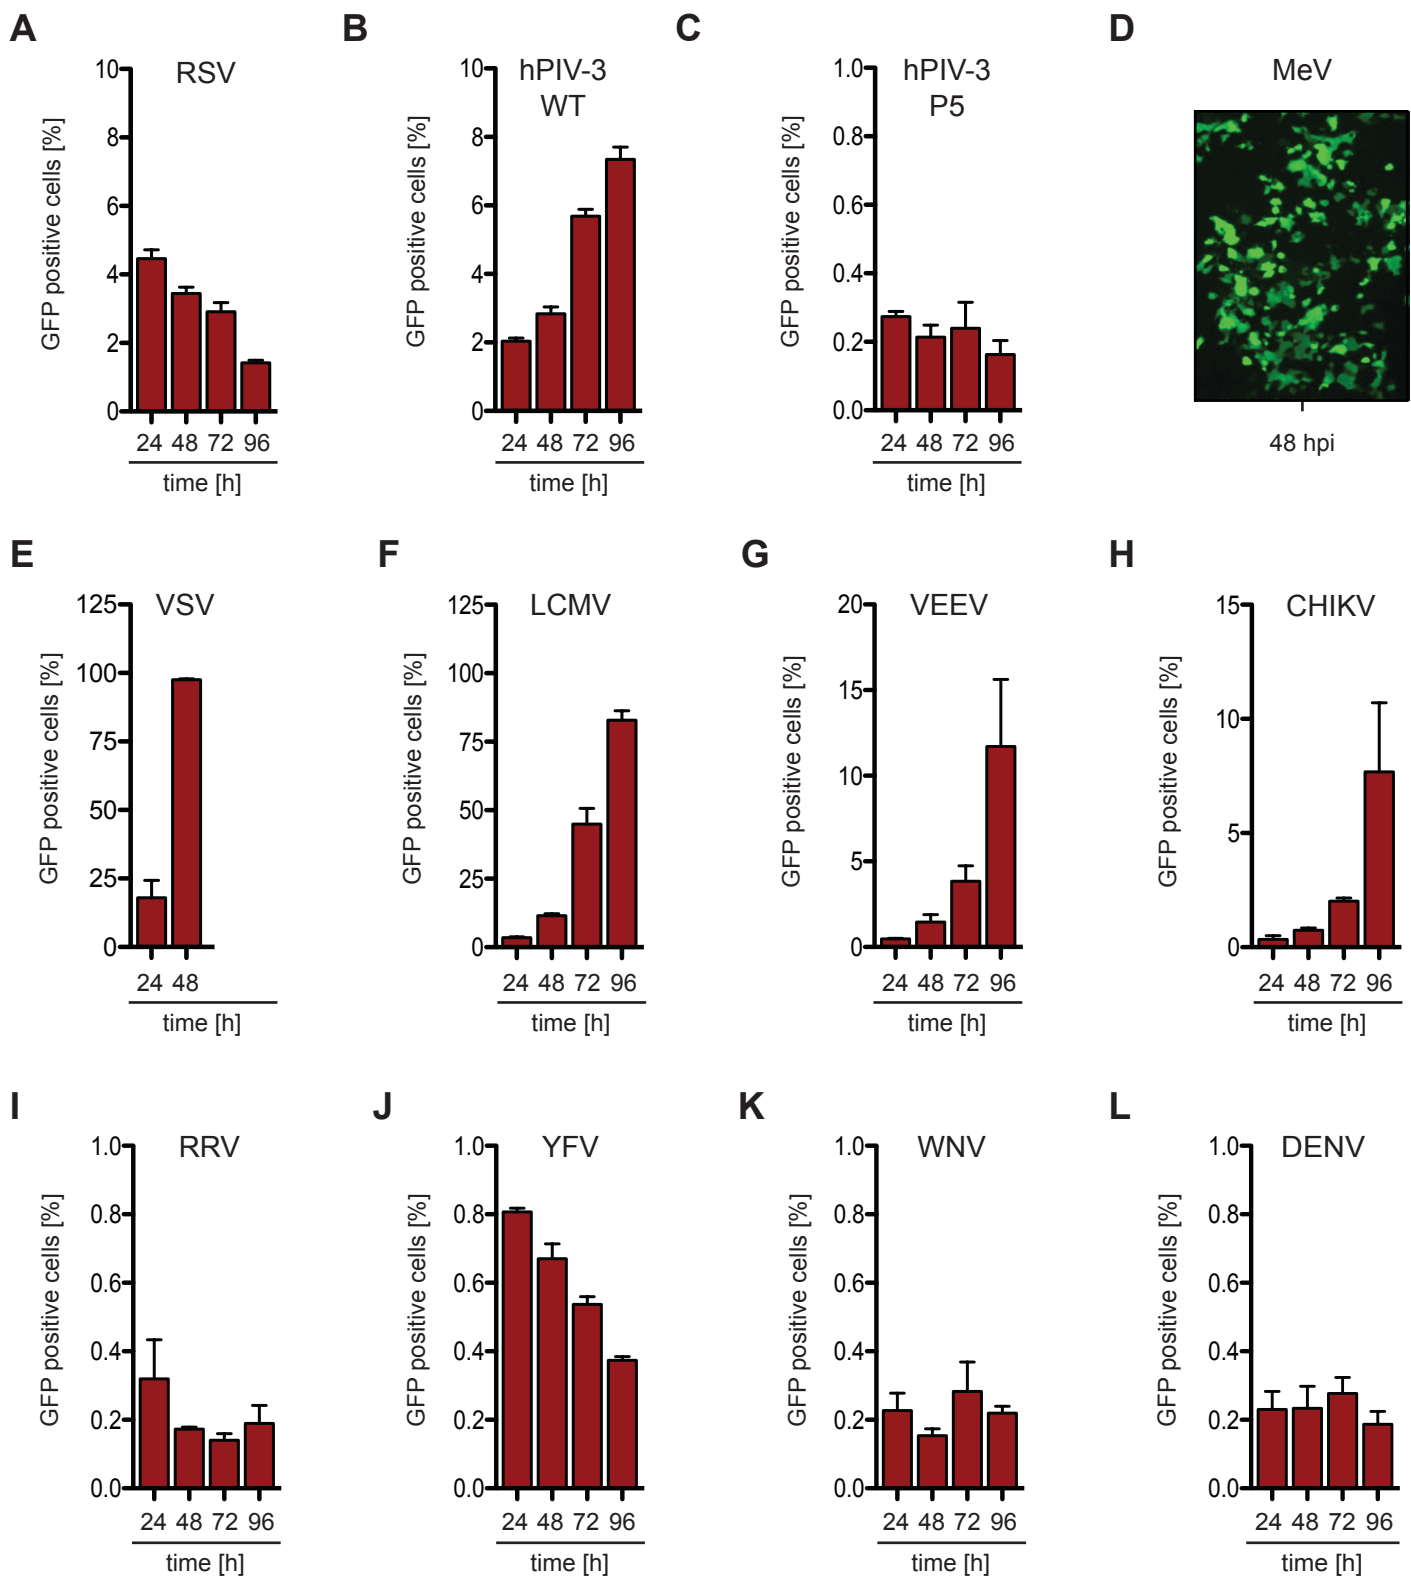 A
RSV
GFP positive cells [%]
10
8
6
4
2
0
24 48 72 96
time [h]
B
hPIV-3
WT
GFP positive cells [%]
10
8
6
4
2
0
24 48 72 96
time [h]
C
hPIV-3
P5
GFP positive cells [%]
1.0
0.8
0.6
0.4
0.2
0.0
24 48 72 96
time [h]
D
MeV
48 hpi
E
VSV
GFP positive cells [%]
125
100
75
50
25
0
24 48
time [h]
F
LCMV
GFP positive cells [%]
125
100
75
50
25
0
24 48 72 96
time [h]
G
VEEV
GFP positive cells [%]
20
15
10
5
0
24 48 72 96
time [h]
H
CHIKV
GFP positive cells [%]
15
10
5
0
24 48 72 96
time [h]
I
RRV
GFP positive cells [%]
1.0
0.8
0.6
0.4
0.2
0.0
24 48 72 96
time [h]
J
YFV
GFP positive cells [%]
1.0
0.8
0.6
0.4
0.2
0.0
24 48 72 96
time [h]
K
WNV
GFP positive cells [%]
1.0
0.8
0.6
0.4
0.2
0.0
24 48 72 96
time [h]
L
DENV
GFP positive cells [%]
1.0
0.8
0.6
0.4
0.2
0.0
24 48 72 96
time [h]